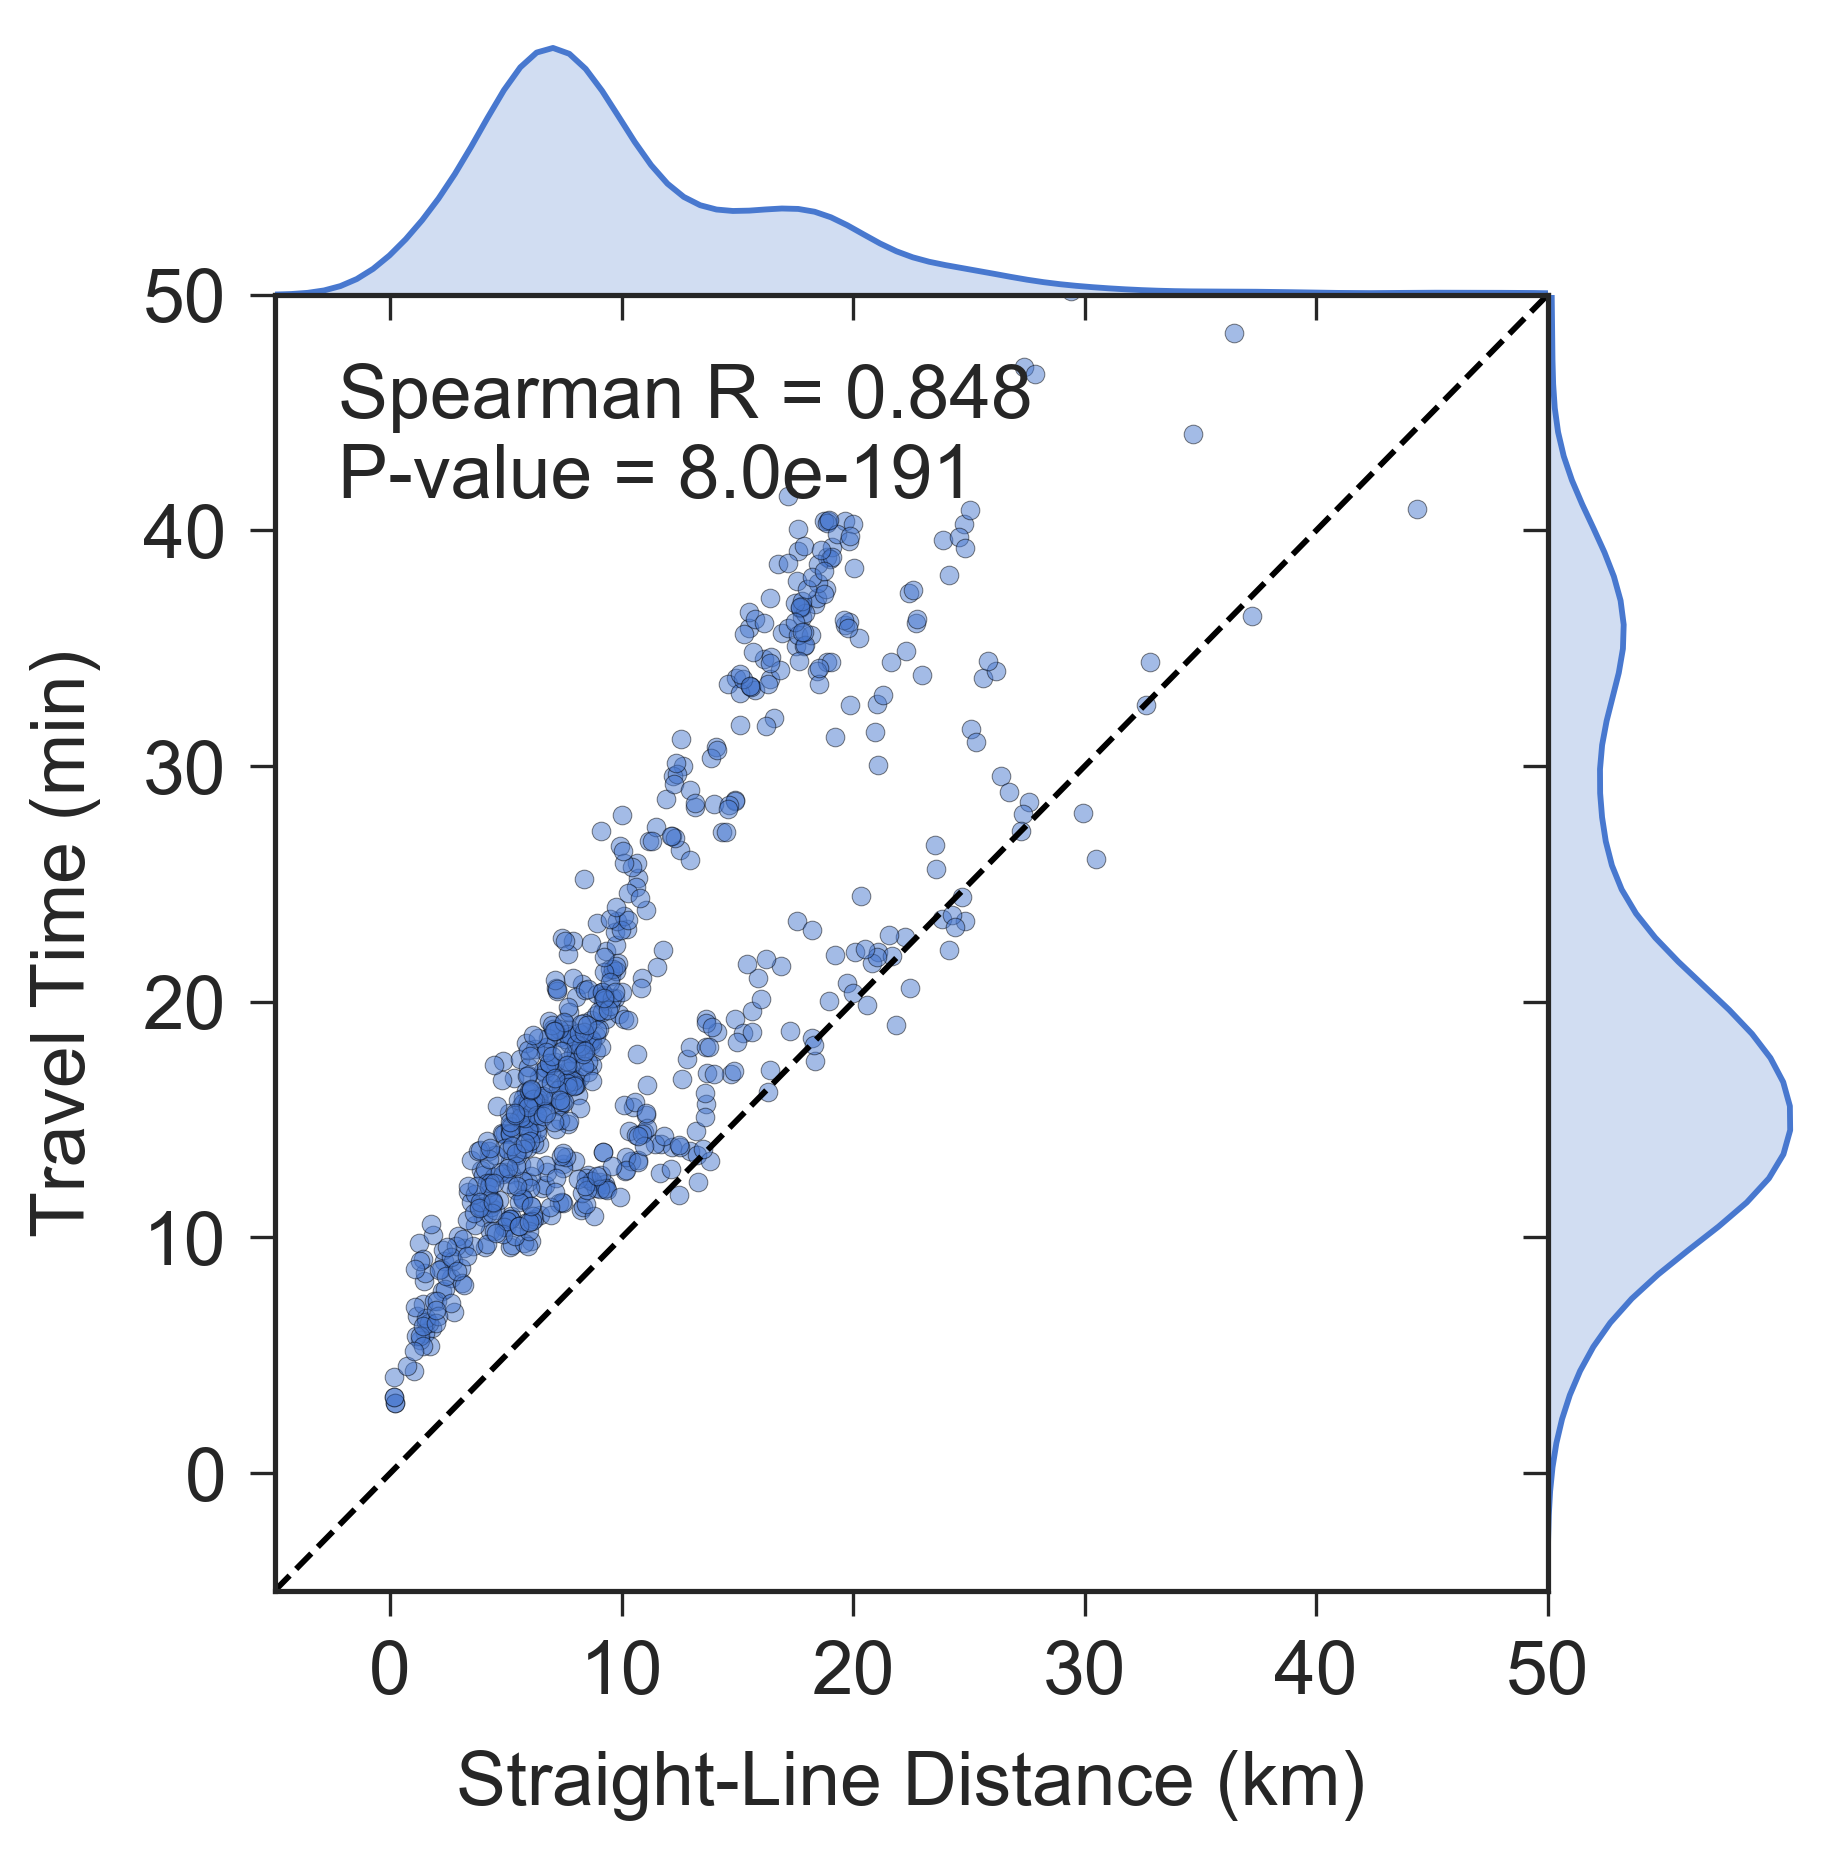 50
Spearman R = 0.848
P-value = 8.0e-191
40
30
20
10
0
Travel Time (min)
0 10 20 30 40 50
Straight-Line Distance (km)